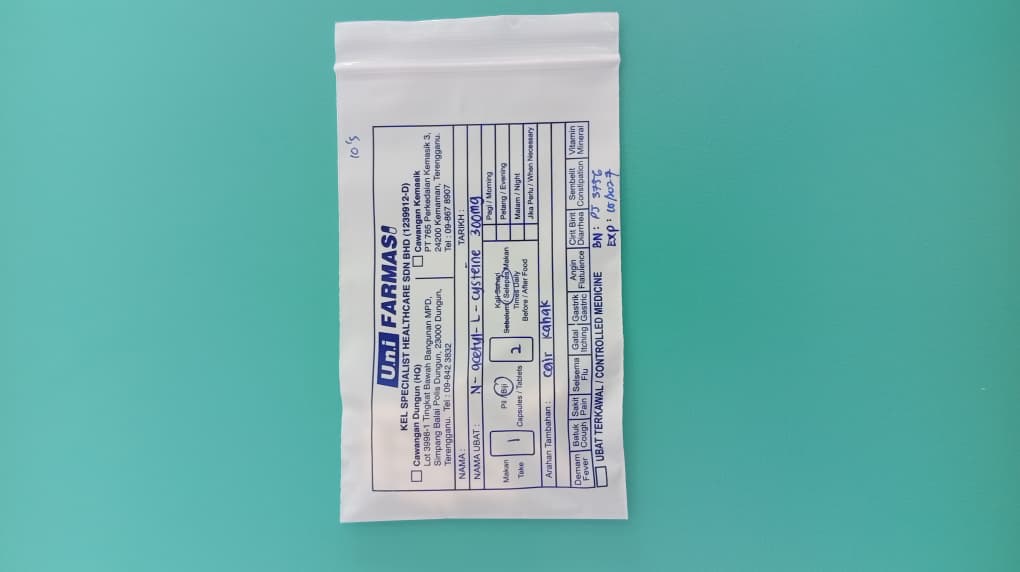 10's
Uni FARMASI
KEL SPECIALIST HEALTHCARE SDN BHD (1239912-D)
Cawangan Dungun (HQ)
Lot 3998-1 Tingkat Bawah Bangunan MPD,
Simpang Balai Polis Dungun, 23000 Dungun,
Terengganu. Tel : 09-842 3832
Cawangan Kemasik
PT 765 Perkedaian Kemasik 3,
24200 Kemaman, Terengganu.
Tel : 09-867 8907
NAMA : TARIKH :
NAMA UBAT : N-acetyl-L-cysteine 300mg
Makan 1 Pil / Biji 2 Kali Sehari
Take Capsules / Tablets Times Daily
Sebelum / Selepas Makan
Before / After Food
Pagi / Morning
Petang / Evening
Malam / Night
Jika Perlu / When Necessary
Arahan Tambahan : cair kahak
Demam Batuk Sakit Selsema Gatal Gastrik Angin Cirit Birit Sembelit Vitamin
Fever Cough Pain Flu Itching Gastric Flatulence Diarrhea Constipation Mineral
UBAT TERKAWAL / CONTROLLED MEDICINE
BN : PJ 3756
EXP : 05/2027